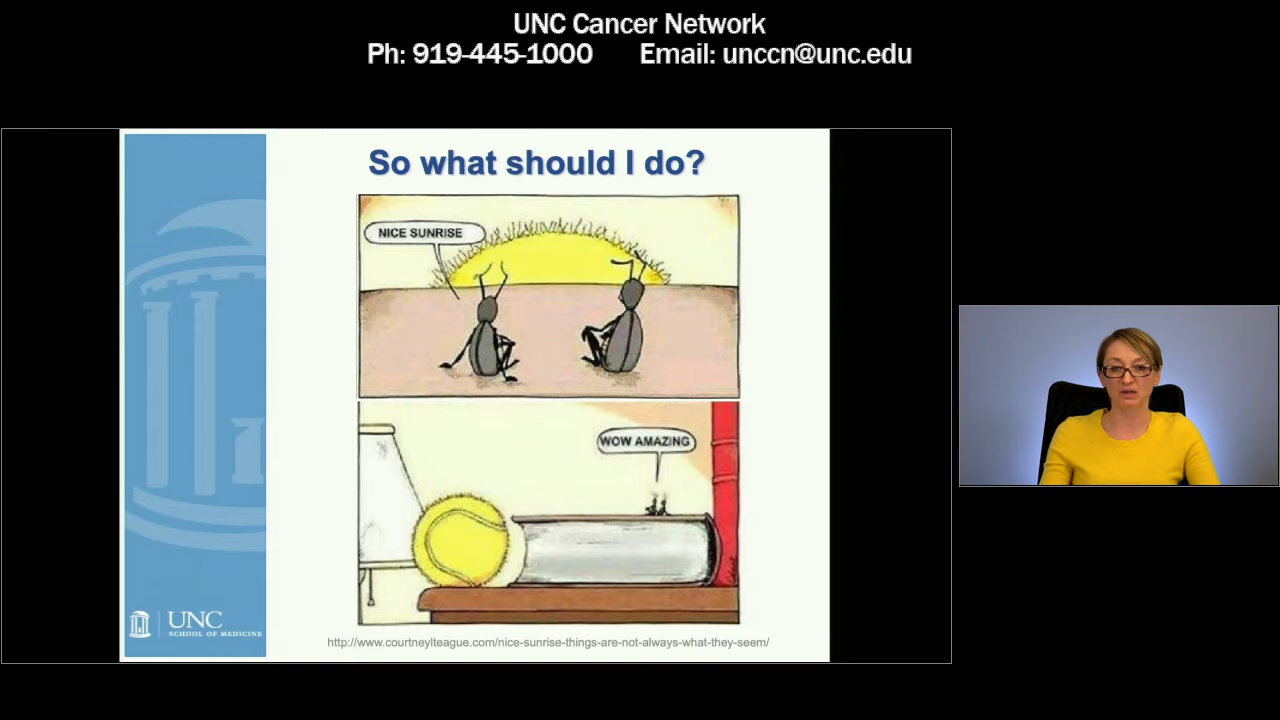 UNC Cancer Network
Ph: 919-445-1000 Email: unccn@unc.edu
So what should I do?
NICE SUNRISE
WOW AMAZING
UNC
SCHOOL OF MEDICINE
http://www.courtneylteague.com/nice-sunrise-things-are-not-always-what-they-seem/